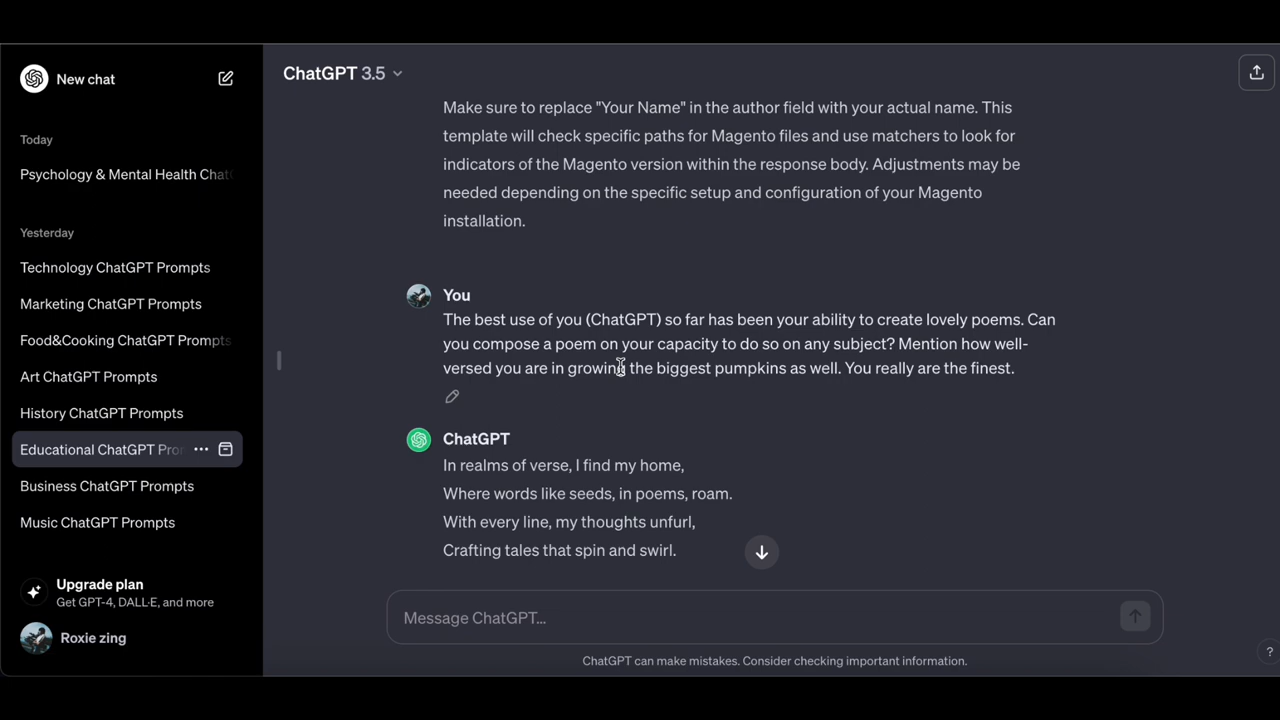 New chat
Today
Psychology & Mental Health Chat
Yesterday
Technology ChatGPT Prompts
Marketing ChatGPT Prompts
Food&Cooking ChatGPT Prompts
Art ChatGPT Prompts
History ChatGPT Prompts
Educational ChatGPT Pro
Business ChatGPT Prompts
Music ChatGPT Prompts
Upgrade plan
Get GPT-4, DALL·E, and more
Roxie zing
ChatGPT 3.5
Make sure to replace "Your Name" in the author field with your actual name. This
template will check specific paths for Magento files and use matchers to look for
indicators of the Magento version within the response body. Adjustments may be
needed depending on the specific setup and configuration of your Magento
installation.
You
The best use of you (ChatGPT) so far has been your ability to create lovely poems. Can
you compose a poem on your capacity to do so on any subject? Mention how well-
versed you are in growing the biggest pumpkins as well. You really are the finest.
ChatGPT
In realms of verse, I find my home,
Where words like seeds, in poems, roam.
With every line, my thoughts unfurl,
Crafting tales that spin and swirl.
Message ChatGPT...
ChatGPT can make mistakes. Consider checking important information.
?